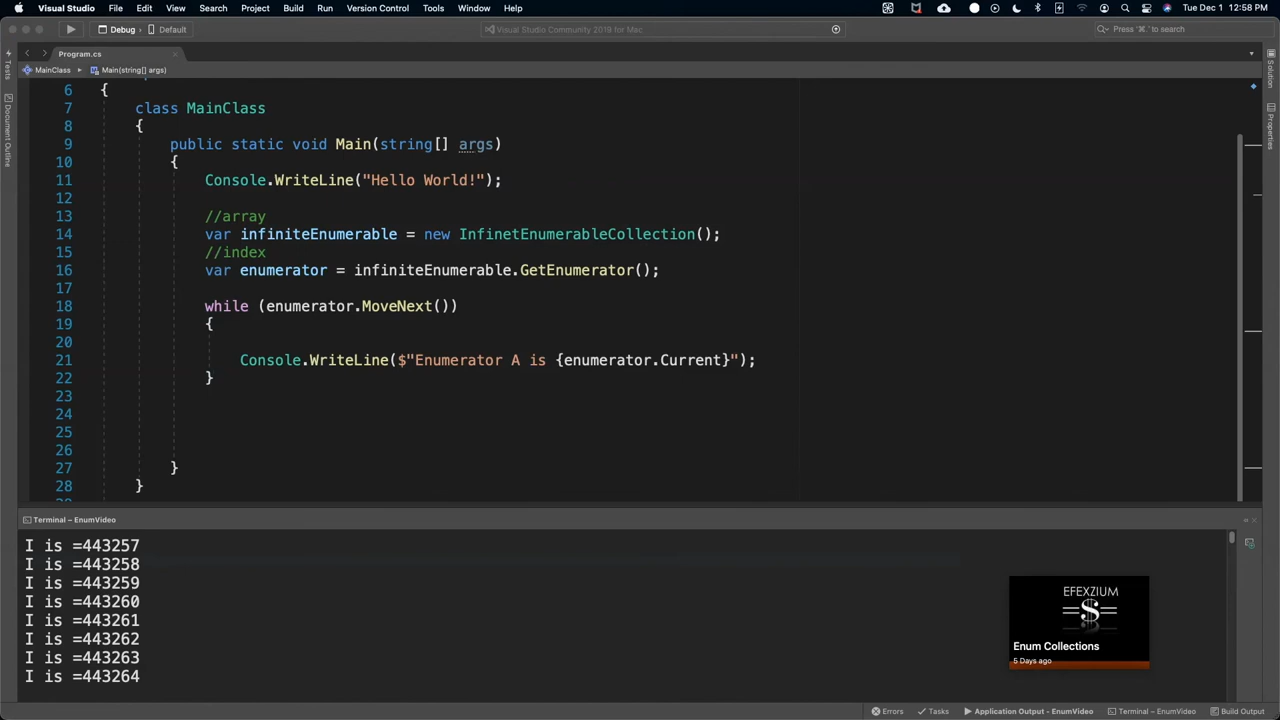 Visual Studio File Edit View Search Project Build Run Version Control Tools Window Help Tue Dec 1 12:58 PM
Debug Default Visual Studio Community 2019 for Mac Press '⌘.' to search
Program.cs
MainClass Main(string[] args)
6 {
7 class MainClass
8 {
9 public static void Main(string[] args)
10 {
11 Console.WriteLine("Hello World!");
12
13 //array
14 var infiniteEnumerable = new InfinetEnumerableCollection();
15 //index
16 var enumerator = infiniteEnumerable.GetEnumerator();
17
18 while (enumerator.MoveNext())
19 {
20
21 Console.WriteLine($"Enumerator A is {enumerator.Current}");
22 }
23
24
25
26
27 }
28 }
Tests
Document Outline
Solution
Properties
Terminal – EnumVideo
I is =443257
I is =443258
I is =443259
I is =443260
I is =443261
I is =443262
I is =443263
I is =443264
EFEXZIUM
$
Enum Collections
5 Days ago
Errors Tasks Application Output - EnumVideo Terminal – EnumVideo Build Output